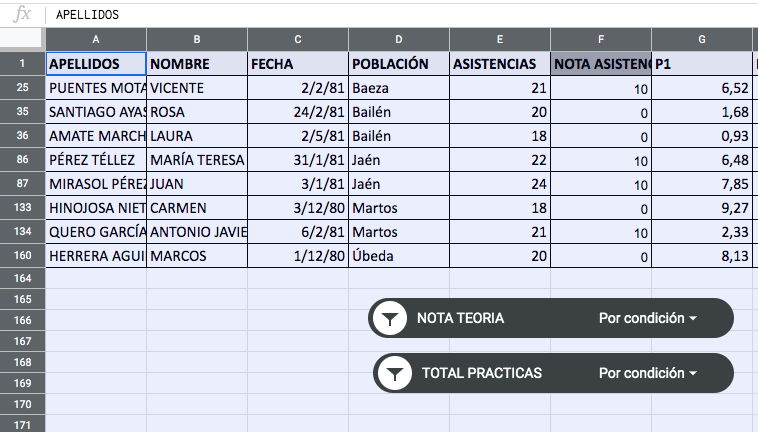 fx APELLIDOS
A B C D E F G
1 APELLIDOS NOMBRE FECHA POBLACIÓN ASISTENCIAS NOTA ASISTEN P1
25 PUENTES MOTA VICENTE 2/2/81 Baeza 21 10 6,52
35 SANTIAGO AYAS ROSA 24/2/81 Bailén 20 0 1,68
36 AMATE MARCH LAURA 2/5/81 Bailén 18 0 0,93
86 PÉREZ TÉLLEZ MARÍA TERESA 31/1/81 Jaén 22 10 6,48
87 MIRASOL PÉREZ JUAN 3/1/81 Jaén 24 10 7,85
133 HINOJOSA NIET CARMEN 3/12/80 Martos 18 0 9,27
134 QUERO GARCÍA ANTONIO JAVIE 6/2/81 Martos 21 10 2,33
160 HERRERA AGUI MARCOS 1/12/80 Úbeda 20 0 8,13
164
165
166 NOTA TEORIA Por condición
167
168
169 TOTAL PRACTICAS Por condición
170
171